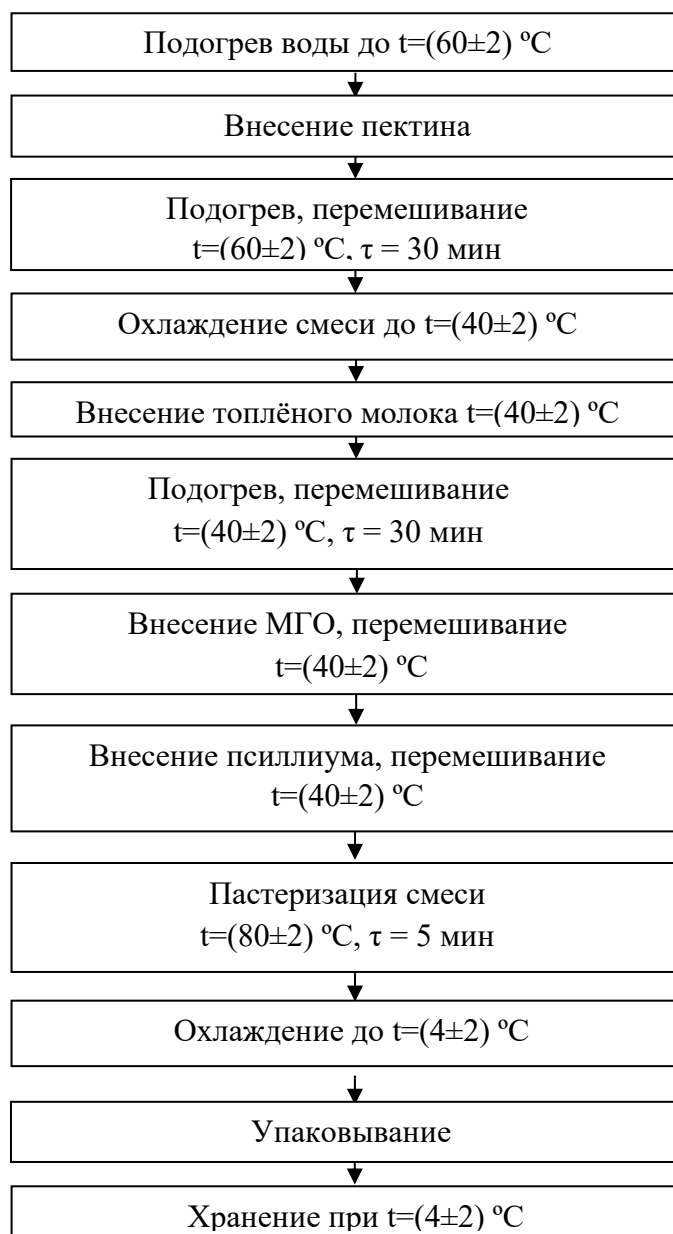 Подогрев воды до t=(60±2) ºС
Внесение пектина
Подогрев, перемешивание
t=(60±2) ºС, τ = 30 мин
Охлаждение смеси до t=(40±2) ºС
Внесение топлёного молока t=(40±2) ºС
Подогрев, перемешивание
t=(40±2) ºС, τ = 30 мин
Внесение МГО, перемешивание
t=(40±2) ºС
Внесение псиллиума, перемешивание
t=(40±2) ºС
Пастеризация смеси
t=(80±2) ºС, τ = 5 мин
Охлаждение до t=(4±2) ºС
Упаковывание
Хранение при t=(4±2) ºС